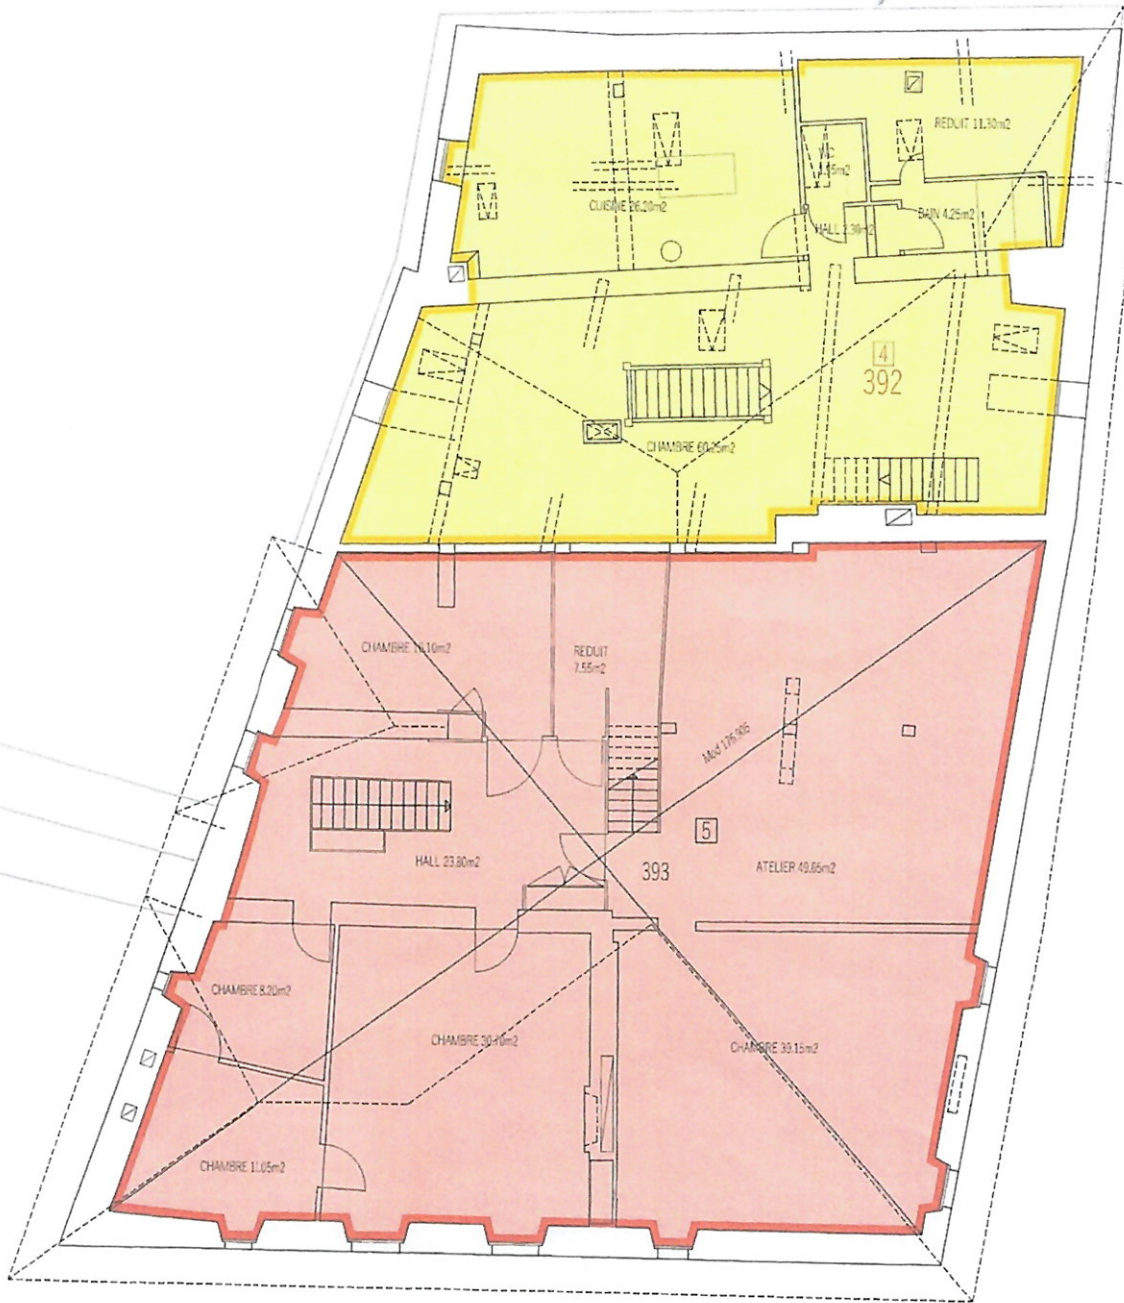 REDUIT 11.30m2
WC
CUISINE 26.20m2
BAIN 4.25m2
HALL 2.30m2
4
392
CHAMBRE 60.25m2
CHAMBRE 16.10m2
REDUIT
7.55m2
5
393
HALL 23.80m2
ATELIER 49.65m2
CHAMBRE 8.20m2
CHAMBRE
CHAMBRE 39.15m2
CHAMBRE 11.05m2